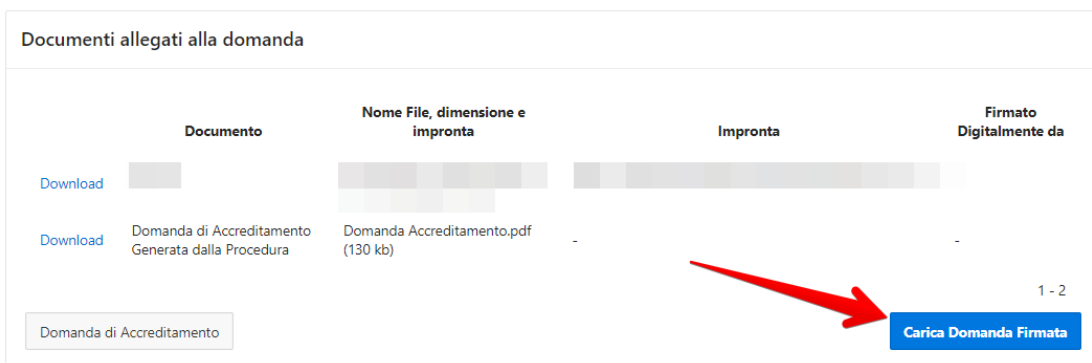 Documenti allegati alla domanda
Documento
Nome File, dimensione e
impronta
Impronta
Firmato
Digitalmente da
Download
Download
Domanda di Accreditamento
Generata dalla Procedura
Domanda Accreditamento.pdf
(130 kb)
-
-
1 - 2
Domanda di Accreditamento
Carica Domanda Firmata